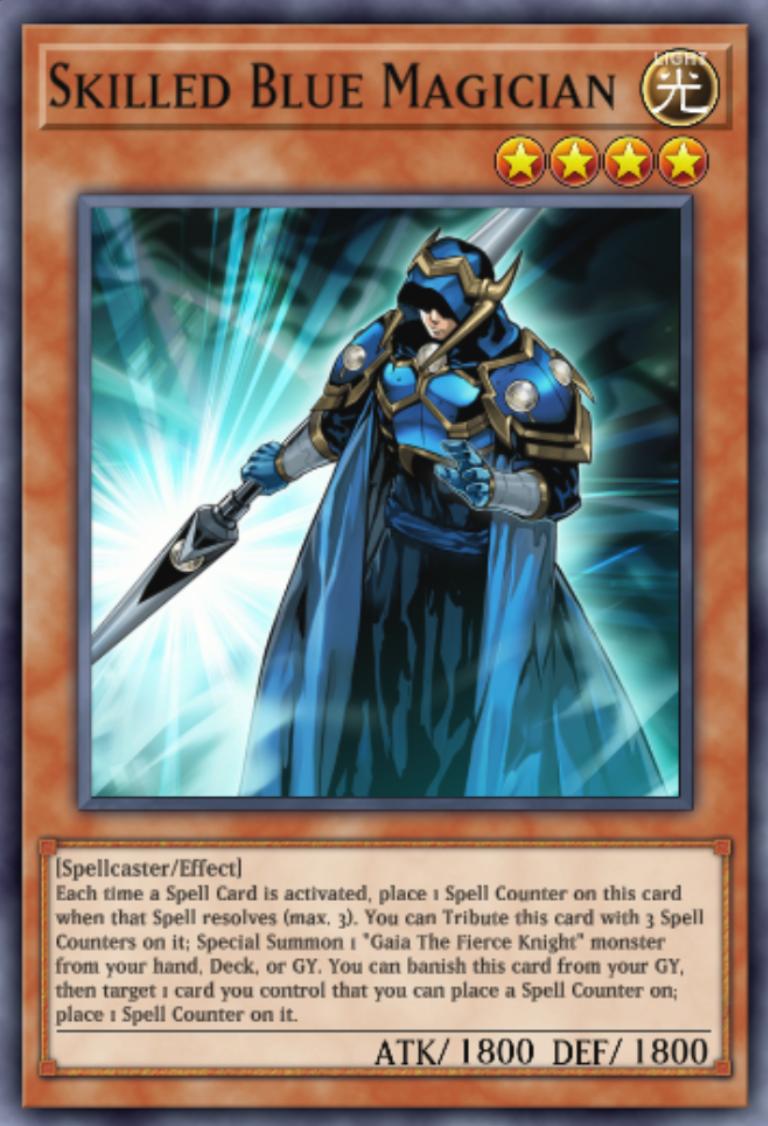 SKILLED BLUE MAGICIAN
LIGHT
光
[Spellcaster/Effect]
Each time a Spell Card is activated, place 1 Spell Counter on this card
when that Spell resolves (max. 3). You can Tribute this card with 3 Spell
Counters on it; Special Summon 1 "Gaia The Fierce Knight" monster
from your hand, Deck, or GY. You can banish this card from your GY,
then target 1 card you control that you can place a Spell Counter on;
place 1 Spell Counter on it.
ATK/ 1800 DEF/ 1800